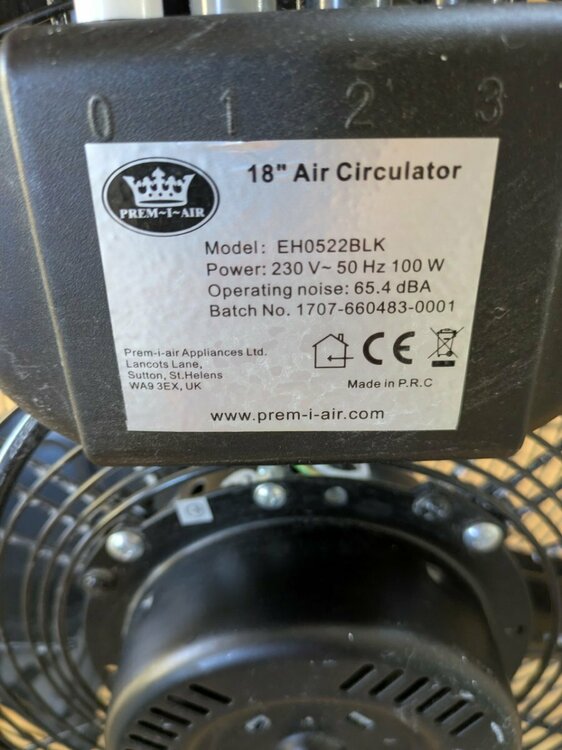 0 1 2 3
18" Air Circulator
PREM~I~AIR
Model: EH0522BLK
Power: 230 V~ 50 Hz 100 W
Operating noise: 65.4 dBA
Batch No. 1707-660483-0001
Prem-i-air Appliances Ltd.
Lancots Lane,
Sutton, St.Helens
WA9 3EX, UK
CE
Made in P.R.C
www.prem-i-air.com